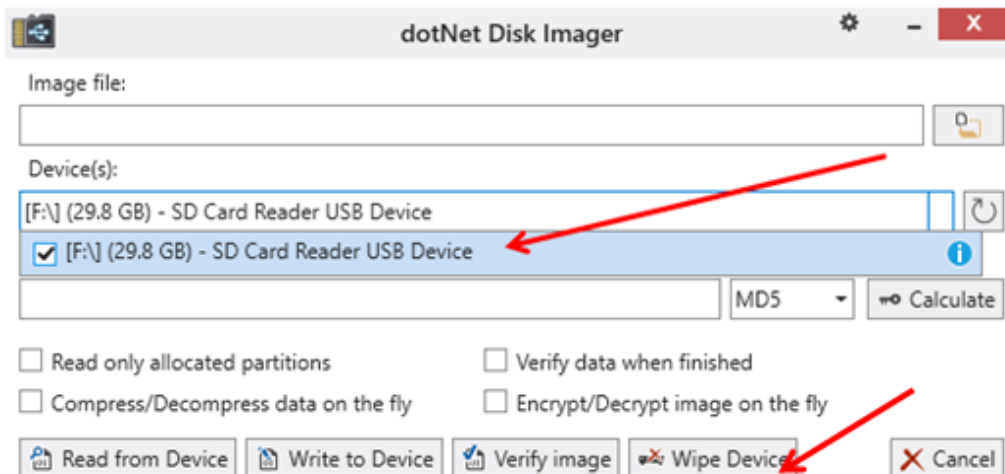 dotNet Disk Imager
Image file:
Device(s):
[F:\] (29.8 GB) - SD Card Reader USB Device
[F:\] (29.8 GB) - SD Card Reader USB Device
MD5 Calculate
Read only allocated partitions Verify data when finished
Compress/Decompress data on the fly Encrypt/Decrypt image on the fly
Read from Device Write to Device Verify image Wipe Device Cancel